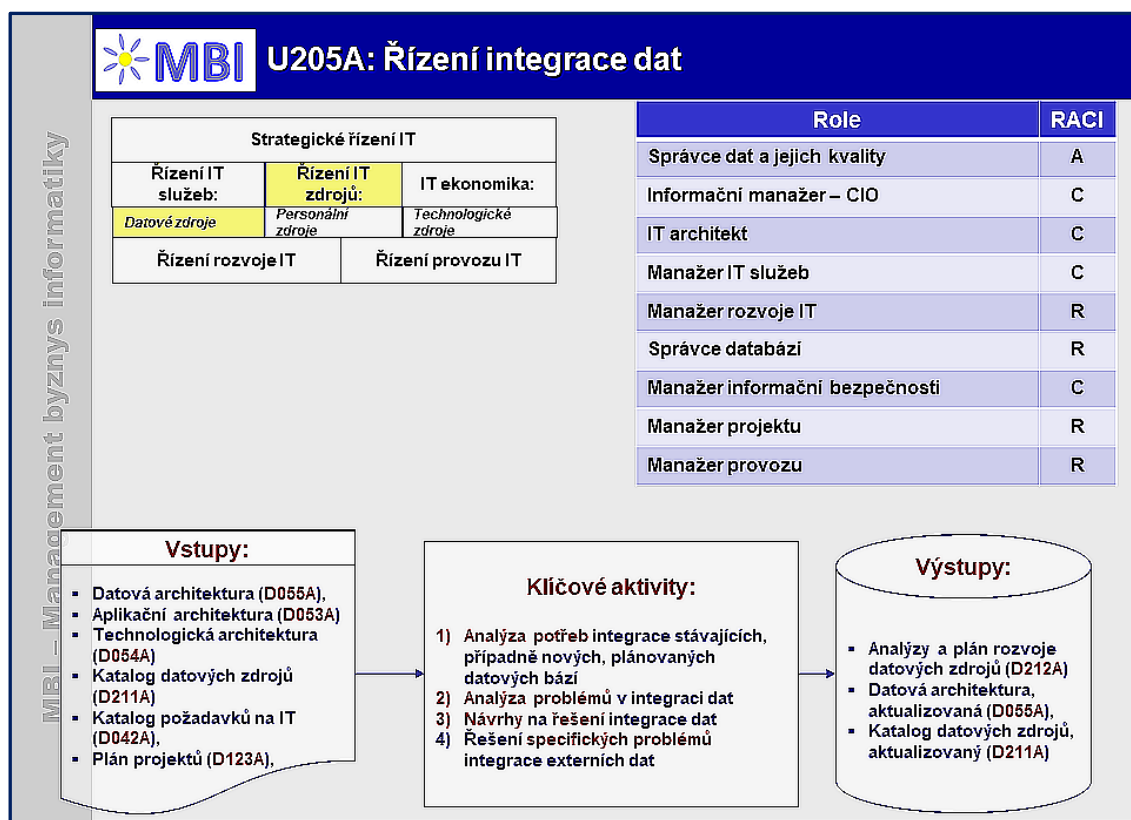 MBI
U205A: Řízení integrace dat
MBI – Management byznys informatiky
Strategické řízení IT
Řízení IT
služeb:
Řízení IT
zdrojů:
IT ekonomika:
Datové zdroje
Personální
zdroje
Technologické
zdroje
Řízení rozvoje IT
Řízení provozu IT
Role RACI
Správce dat a jejich kvality A
Informační manažer – CIO C
IT architekt C
Manažer IT služeb C
Manažer rozvoje IT R
Správce databází R
Manažer informační bezpečnosti C
Manažer projektu R
Manažer provozu R
Vstupy:
▪ Datová architektura (D055A),
▪ Aplikační architektura (D053A)
▪ Technologická architektura
(D054A)
▪ Katalog datových zdrojů
(D211A)
▪ Katalog požadavků na IT
(D042A),
▪ Plán projektů (D123A),
Klíčové aktivity:
1) Analýza potřeb integrace stávajících,
případně nových, plánovaných
datových bází
2) Analýza problémů v integraci dat
3) Návrhy na řešení integrace dat
4) Řešení specifických problémů
integrace externích dat
Výstupy:
▪ Analýzy a plán rozvoje
datových zdrojů (D212A)
▪ Datová architektura,
aktualizovaná (D055A),
▪ Katalog datových zdrojů,
aktualizovaný (D211A)